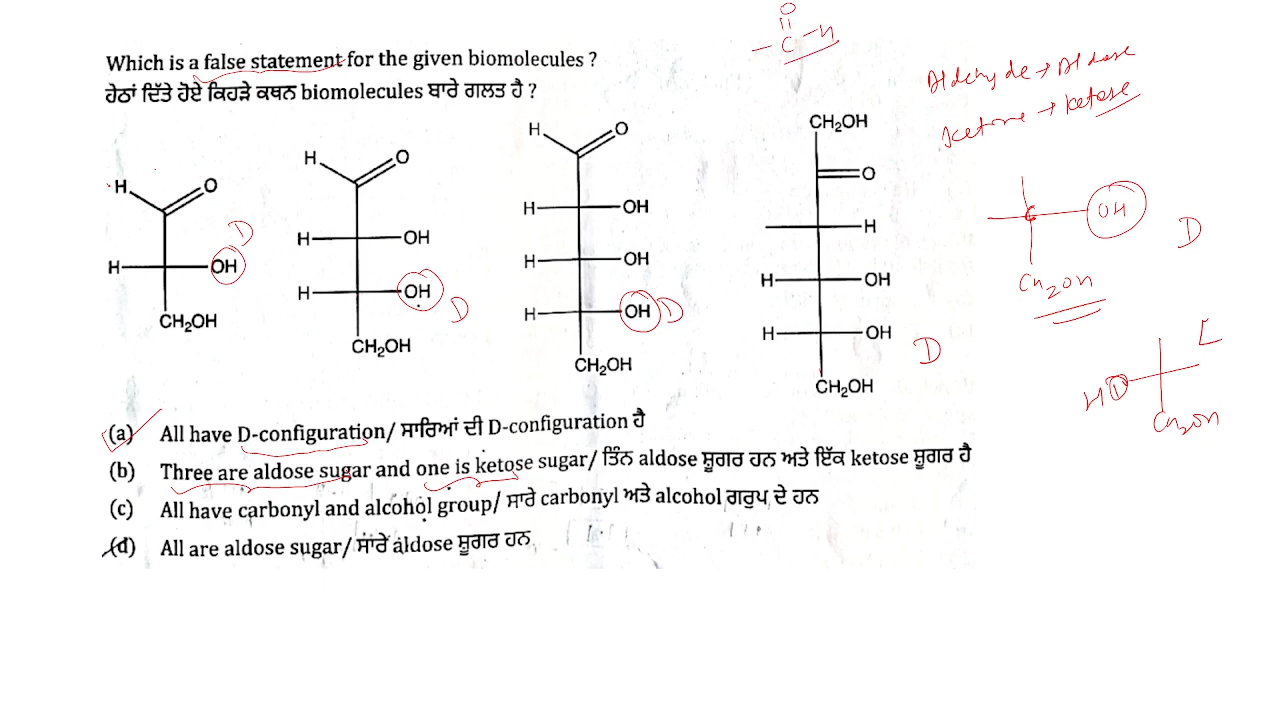 Which is a false statement for the given biomolecules ?
ਹੇਠਾਂ ਦਿੱਤੇ ਹੋਏ ਕਿਹੜੇ ਕਥਨ biomolecules ਬਾਰੇ ਗਲਤ ਹੈ ?
O
-C-H
Aldehyde→Aldose
Ketone→ketose
H O
H OH
CH₂OH
D
H O
H OH
H OH
CH₂OH
D
H O
H OH
H OH
H OH
CH₂OH
D
CH₂OH
O
H
H OH
H OH
CH₂OH
D
C OH
CH₂OH
D
L
HO
CH₂OH
(a) All have D-configuration/ ਸਾਰਿਆਂ ਦੀ D-configuration ਹੈ
(b) Three are aldose sugar and one is ketose sugar/ ਤਿੰਨ aldose ਸ਼ੂਗਰ ਹਨ ਅਤੇ ਇੱਕ ketose ਸ਼ੂਗਰ ਹੈ
(c) All have carbonyl and alcohol group/ ਸਾਰੇ carbonyl ਅਤੇ alcohol ਗਰੁਪ ਦੇ ਹਨ
(d) All are aldose sugar/ ਸਾਰੇ aldose ਸ਼ੂਗਰ ਹਨ